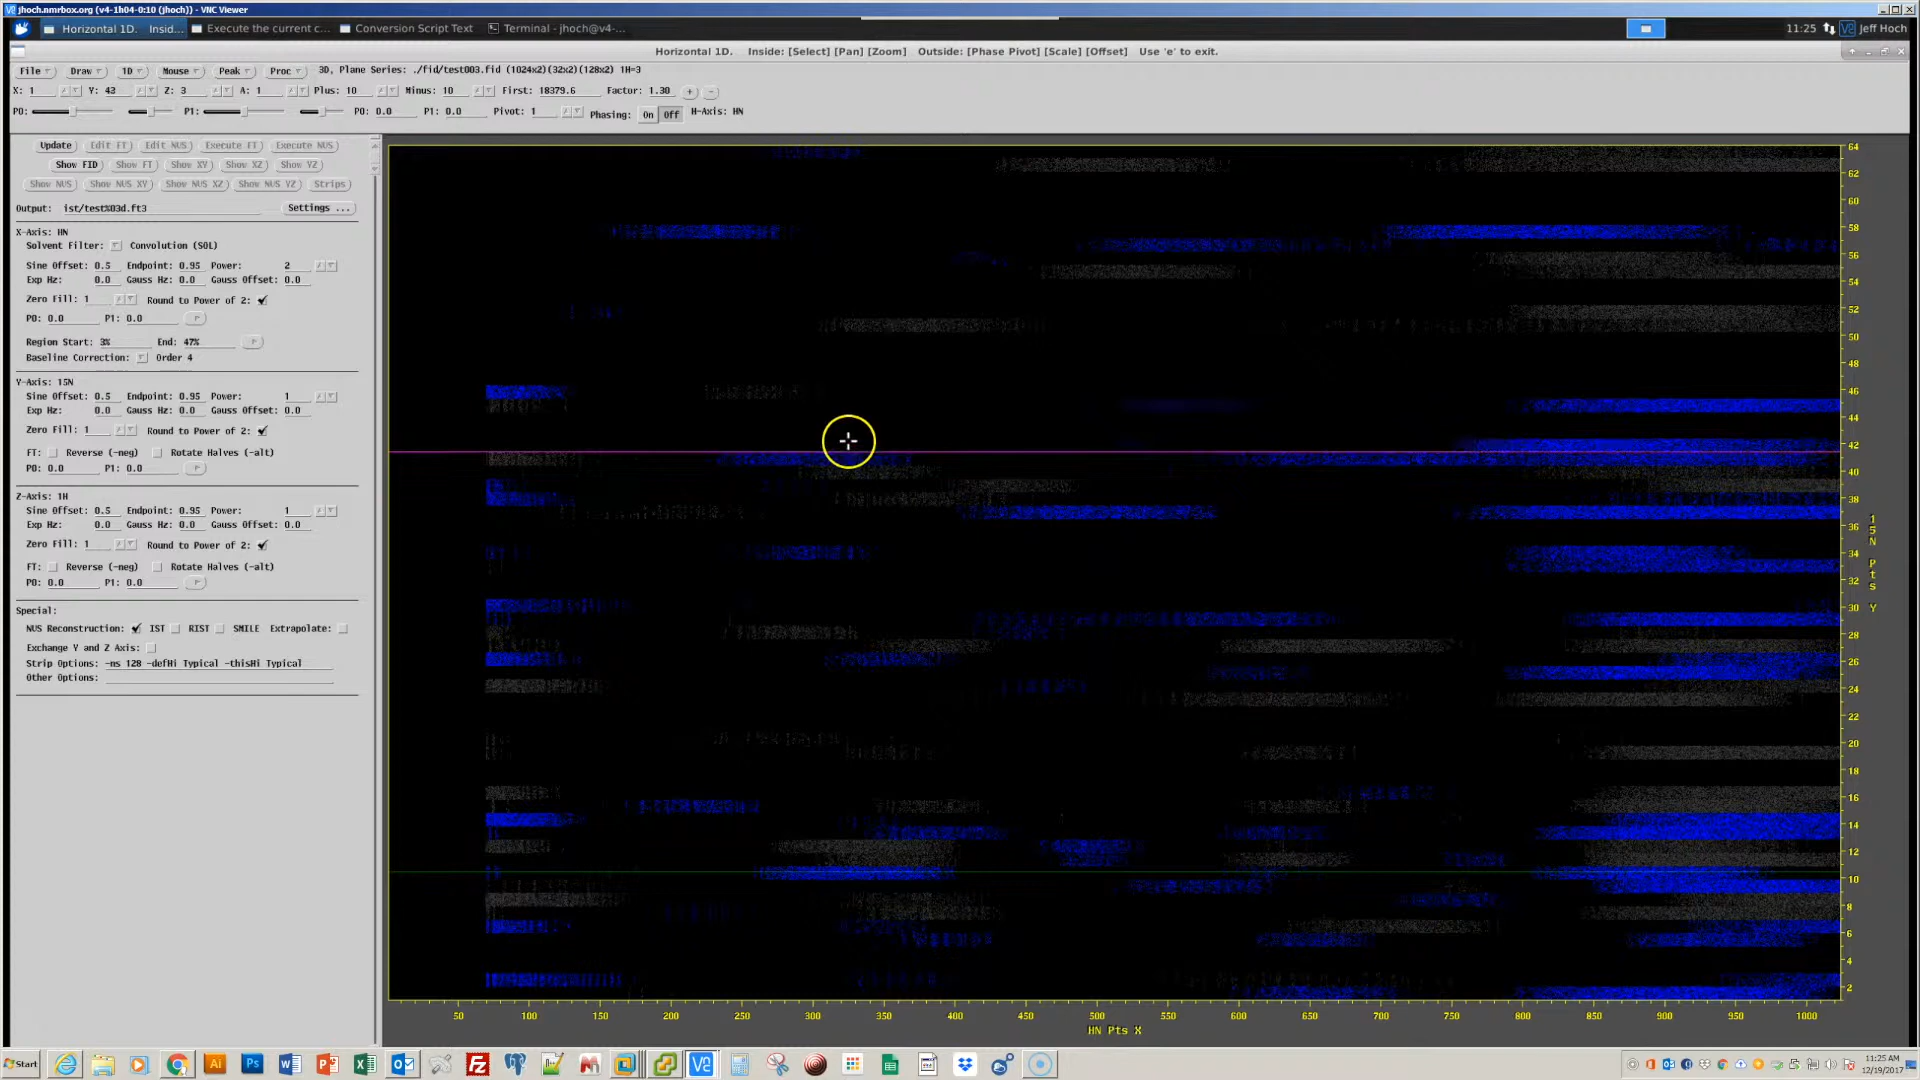 jhoch.nmrbox.org (v4-1h04-0:10 (jhoch)) - VNC Viewer
Horizontal 1D. Insid... Execute the current c... Conversion Script Text Terminal - jhoch@v4-... 11:25 Jeff Hoch
Horizontal 1D. Inside: [Select] [Pan] [Zoom] Outside: [Phase Pivot] [Scale] [Offset] Use 'e' to exit.
File Draw 1D Mouse Peak Proc 3D, Plane Series: ./fid/test003.fid (1024x2)(32x2)(128x2) 1H=3
X: 1 Y: 43 Z: 3 A: 1 Plus: 10 Minus: 10 First: 18379.6 Factor: 1.30 + -
P0: P1: P0: 0.0 P1: 0.0 Pivot: 1 Phasing: On Off H-Axis: HN
Update Edit FT Edit NUS Execute FT Execute NUS
Show FID Show FT Show XY Show XZ Show YZ
Show NUS Show NUS XY Show NUS XZ Show NUS YZ Strips
Output: ist/test%03d.ft3 Settings ...
X-Axis: HN
Solvent Filter: Convolution (SOL)
Sine Offset: 0.5 Endpoint: 0.95 Power: 2
Exp Hz: 0.0 Gauss Hz: 0.0 Gauss Offset: 0.0
Zero Fill: 1 Round to Power of 2:
P0: 0.0 P1: 0.0 P
Region Start: 3% End: 47%
Baseline Correction: Order 4
Y-Axis: 15N
Sine Offset: 0.5 Endpoint: 0.95 Power: 1
Exp Hz: 0.0 Gauss Hz: 0.0 Gauss Offset: 0.0
Zero Fill: 1 Round to Power of 2:
FT: Reverse (-neg) Rotate Halves (-alt)
P0: 0.0 P1: 0.0
Z-Axis: 1H
Sine Offset: 0.5 Endpoint: 0.95 Power: 1
Exp Hz: 0.0 Gauss Hz: 0.0 Gauss Offset: 0.0
Zero Fill: 1 Round to Power of 2:
FT: Reverse (-neg) Rotate Halves (-alt)
P0: 0.0 P1: 0.0
Special:
NUS Reconstruction: IST RIST SMILE Extrapolate:
Exchange Y and Z Axis:
Strip Options: -ns 128 -defHi Typical -thisHi Typical
Other Options:
64
62
60
58
56
54
52
50
48
46
44
42
40
38
36
34
32
30
28
26
24
22
20
18
16
14
12
10
8
6
4
2
15N Pts Y
50 100 150 200 250 300 350 400 450 500 550 600 650 700 750 800 850 900 950 1000
HN Pts X
Start
11:25 AM
12/19/2017